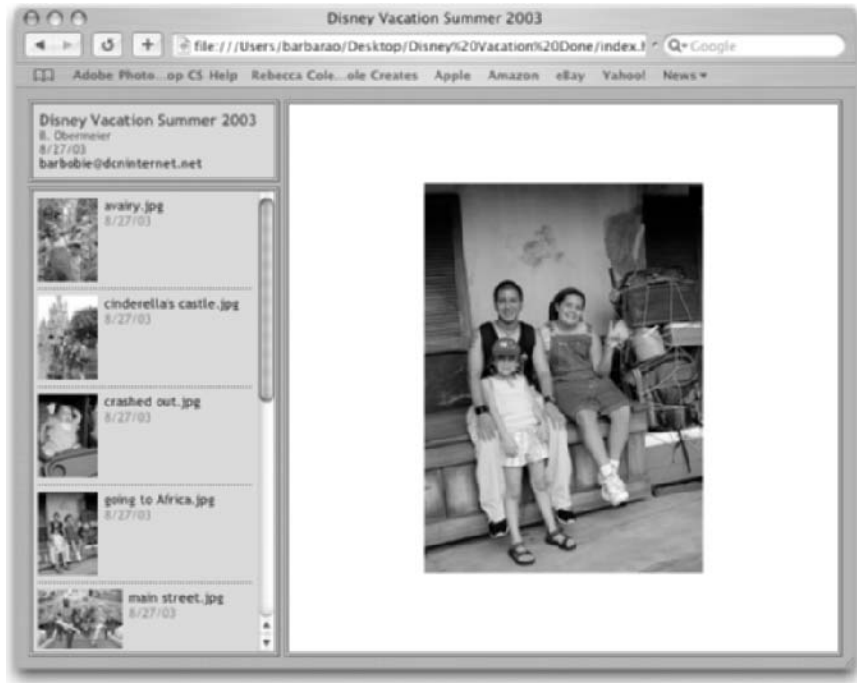 Disney Vacation Summer 2003
file:///Users/barbarao/Desktop/Disney%20Vacation%20Done/index.h
Google
Adobe Photo...op CS Help Rebecca Cole...ole Creates Apple Amazon eBay Yahoo! News
Disney Vacation Summer 2003
B. Obermeier
8/27/03
barbobie@dcninternet.net
avairy.jpg
8/27/03
cinderella's castle.jpg
8/27/03
crashed out.jpg
8/27/03
going to Africa.jpg
8/27/03
main street.jpg
8/27/03